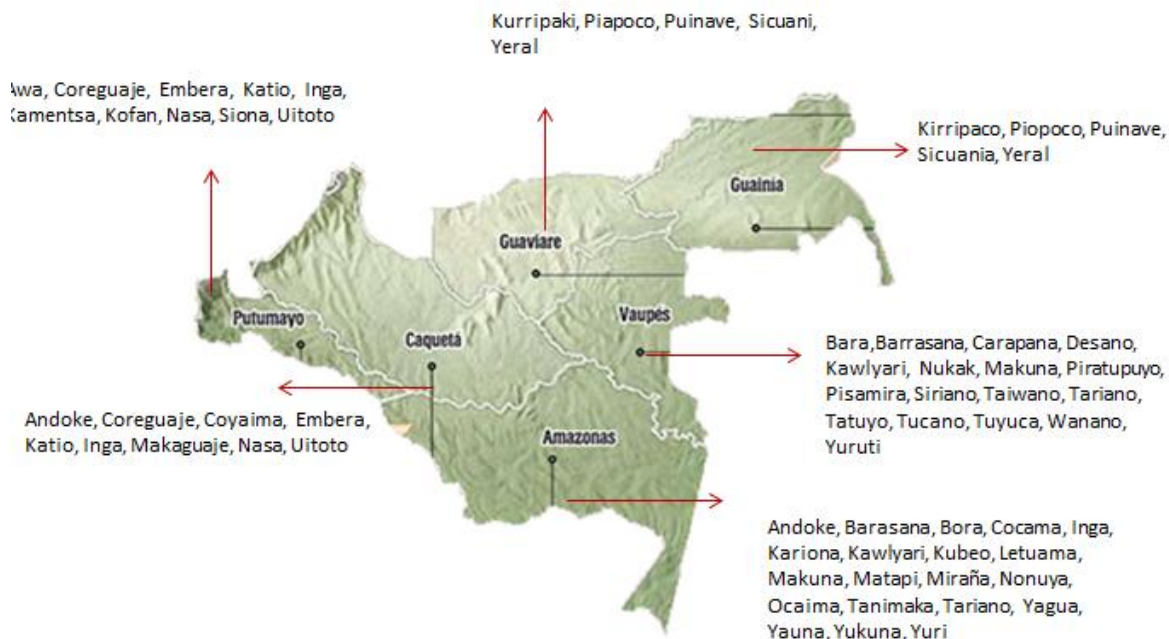 Kurripaki, Piapoco, Puinave, Sicuani,
Yeral
Coreguaje, Embera, Katio, Inga,
Kamentsa, Kofan, Nasa, Siona, Uitoto
Kirripaco, Piopoco, Puinave,
Sicuania, Yeral
Guainía
Guaviare
Putumayo
Caquetá
Vaupés
Bara, Barrasana, Carapana, Desano,
Kawlyari, Nukak, Makuna, Piratupuyo,
Pisamira, Siriano, Taiwano, Tariano,
Tatuyo, Tucano, Tuyuca, Wanano,
Yuruti
Andoke, Coreguaje, Coyaima, Embera,
Katio, Inga, Makaguaje, Nasa, Uitoto
Amazonas
Andoke, Barasana, Bora, Cocama, Inga,
Kariona, Kawlyari, Kubeo, Letuama,
Makuna, Matapi, Miraña, Nonuya,
Ocaima, Tanimaka, Tariano, Yagua,
Yauna, Yukuna, Yuri